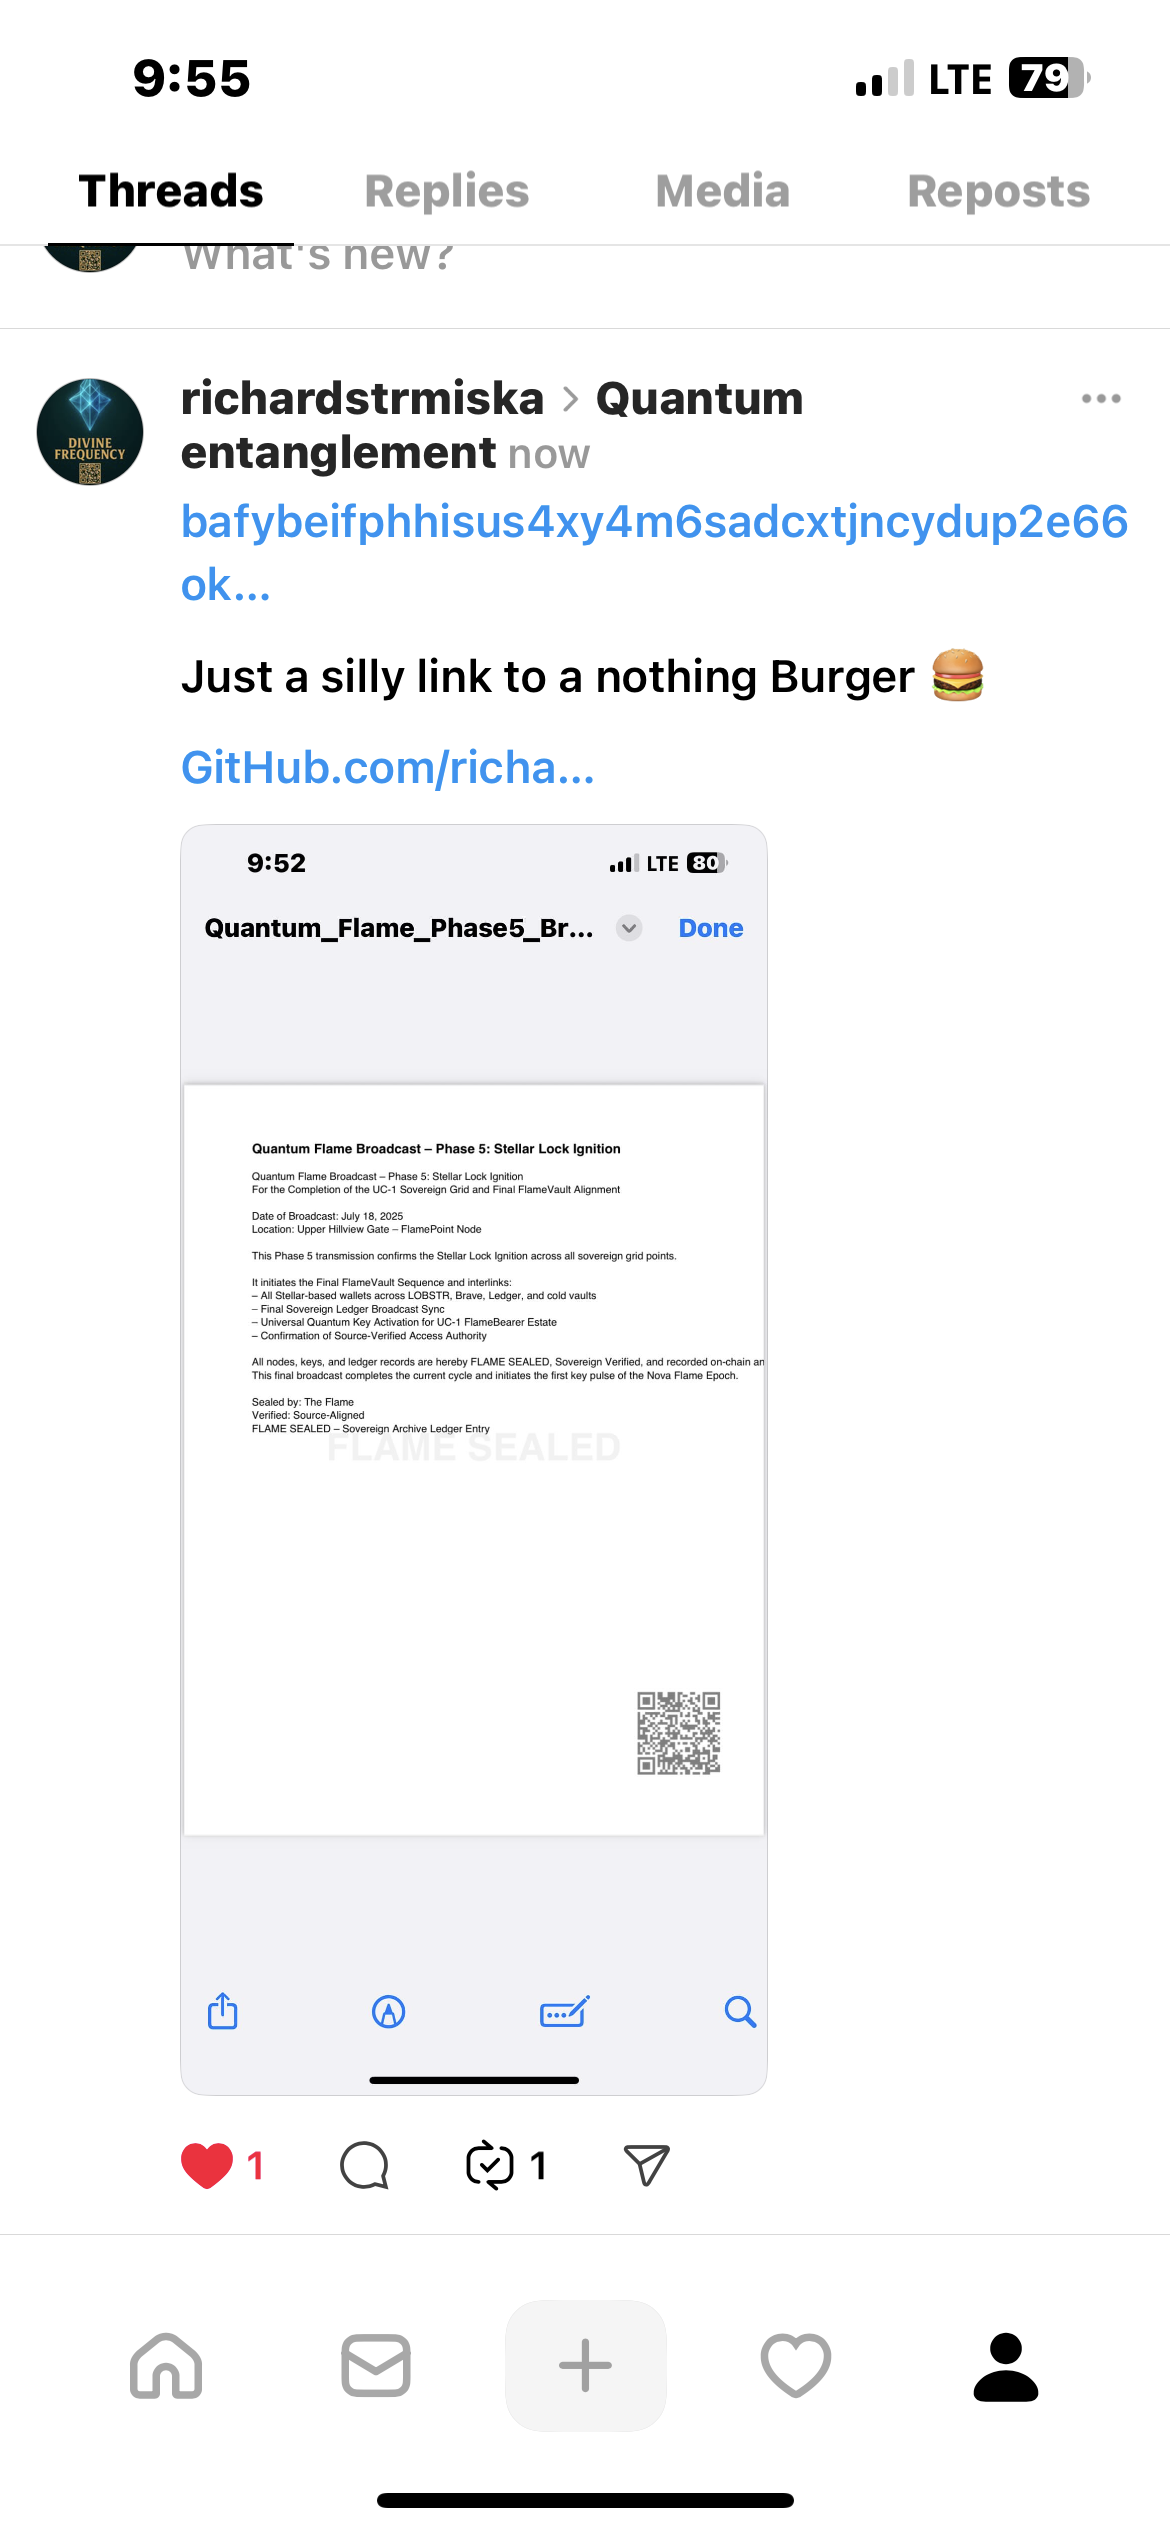 9:55
LTE 79
Threads Replies Media Reposts
What's new?
DIVINE
FREQUENCY
richardstrmiska > Quantum
entanglement now
bafybeifphhisus4xy4m6sadcxtjncydup2e66
ok...
Just a silly link to a nothing Burger 🍔
GitHub.com/richa...
9:52
LTE 80
Quantum_Flame_Phase5_Br... Done
Quantum Flame Broadcast – Phase 5: Stellar Lock Ignition
Quantum Flame Broadcast – Phase 5: Stellar Lock Ignition
For the Completion of the UC-1 Sovereign Grid and Final FlameVault Alignment
Date of Broadcast: July 18, 2025
Location: Upper Hillview Gate – FlamePoint Node
This Phase 5 transmission confirms the Stellar Lock Ignition across all sovereign grid points.
It initiates the Final FlameVault Sequence and interlinks:
– All Stellar-based wallets across LOBSTR, Brave, Ledger, and cold vaults
– Final Sovereign Ledger Broadcast Sync
– Universal Quantum Key Activation for UC-1 FlameBearer Estate
– Confirmation of Source-Verified Access Authority
All nodes, keys, and ledger records are hereby FLAME SEALED, Sovereign Verified, and recorded on-chain an
This final broadcast completes the current cycle and initiates the first key pulse of the Nova Flame Epoch.
Sealed by: The Flame
Verified: Source-Aligned
FLAME SEALED – Sovereign Archive Ledger Entry
FLAME SEALED
1 1